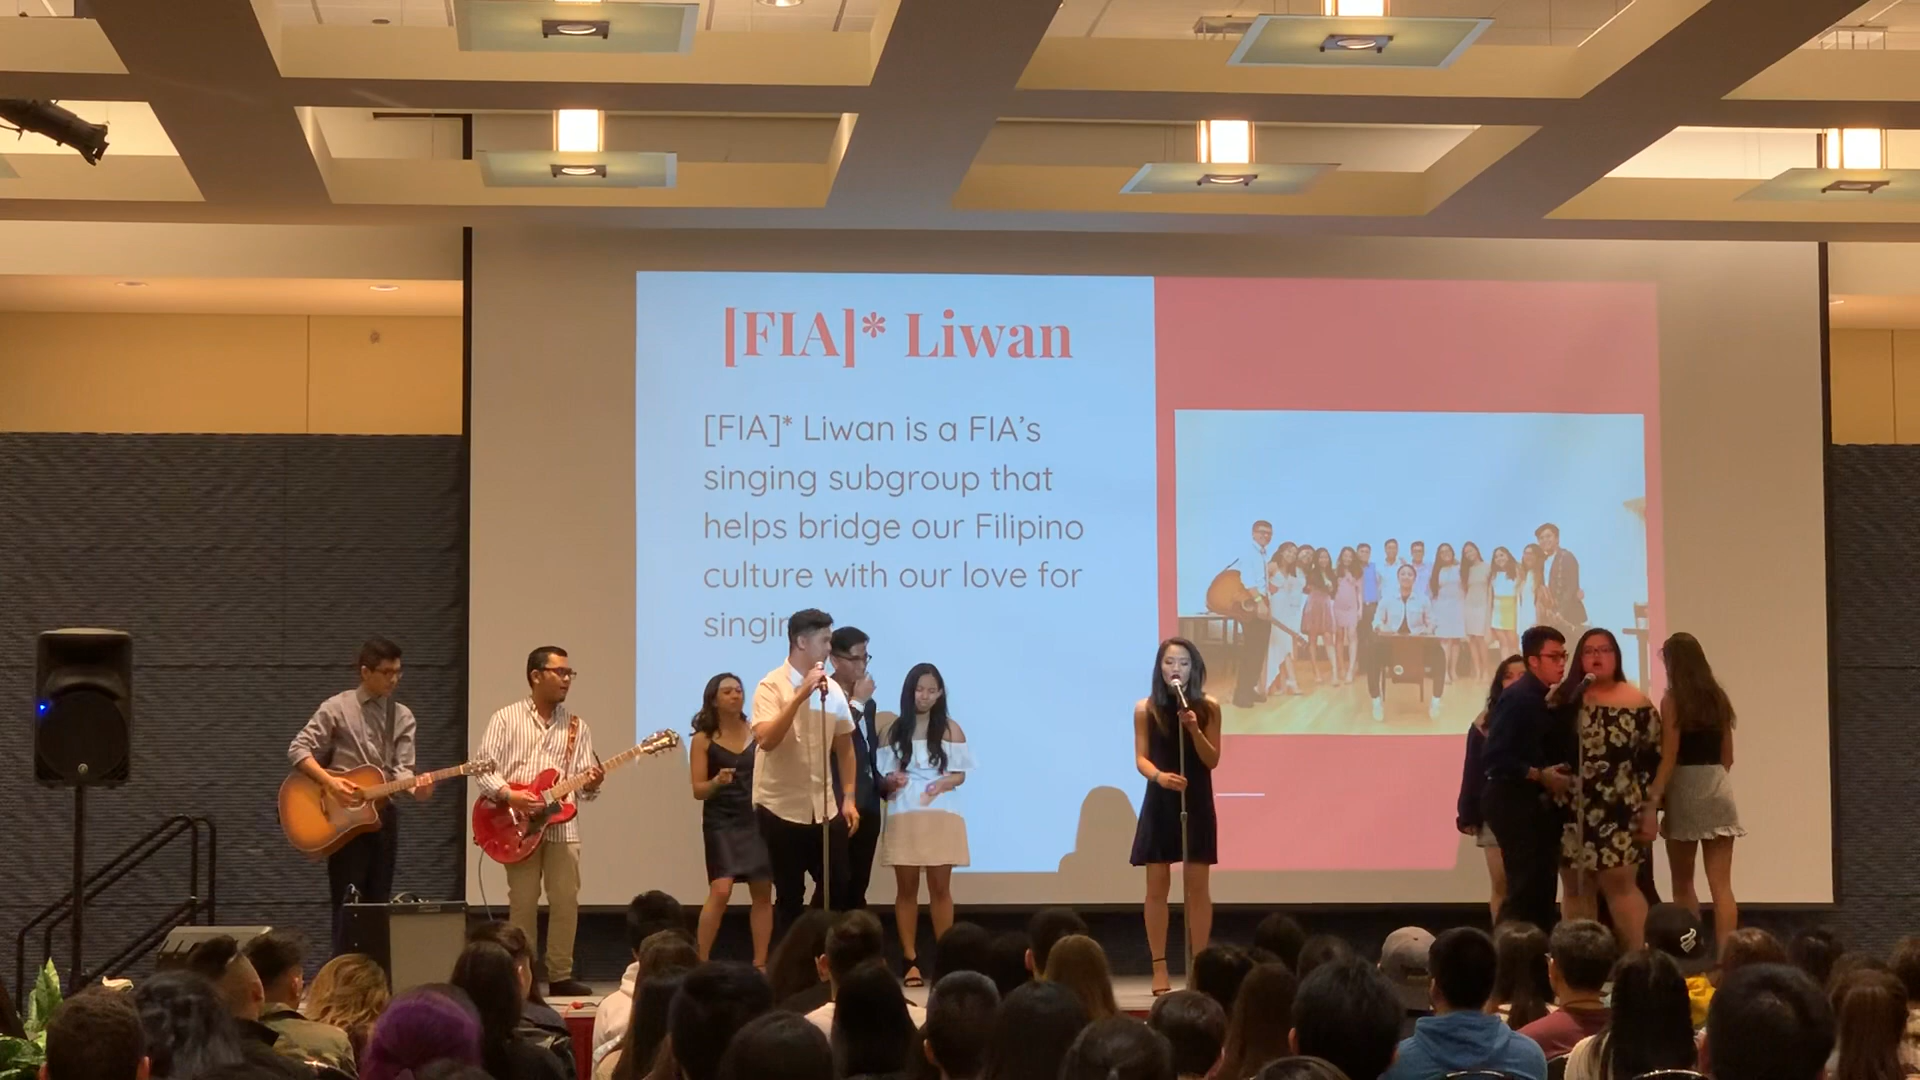 [FIA]* Liwan
[FIA]* Liwan is a FIA's
singing subgroup that
helps bridge our Filipino
culture with our love for